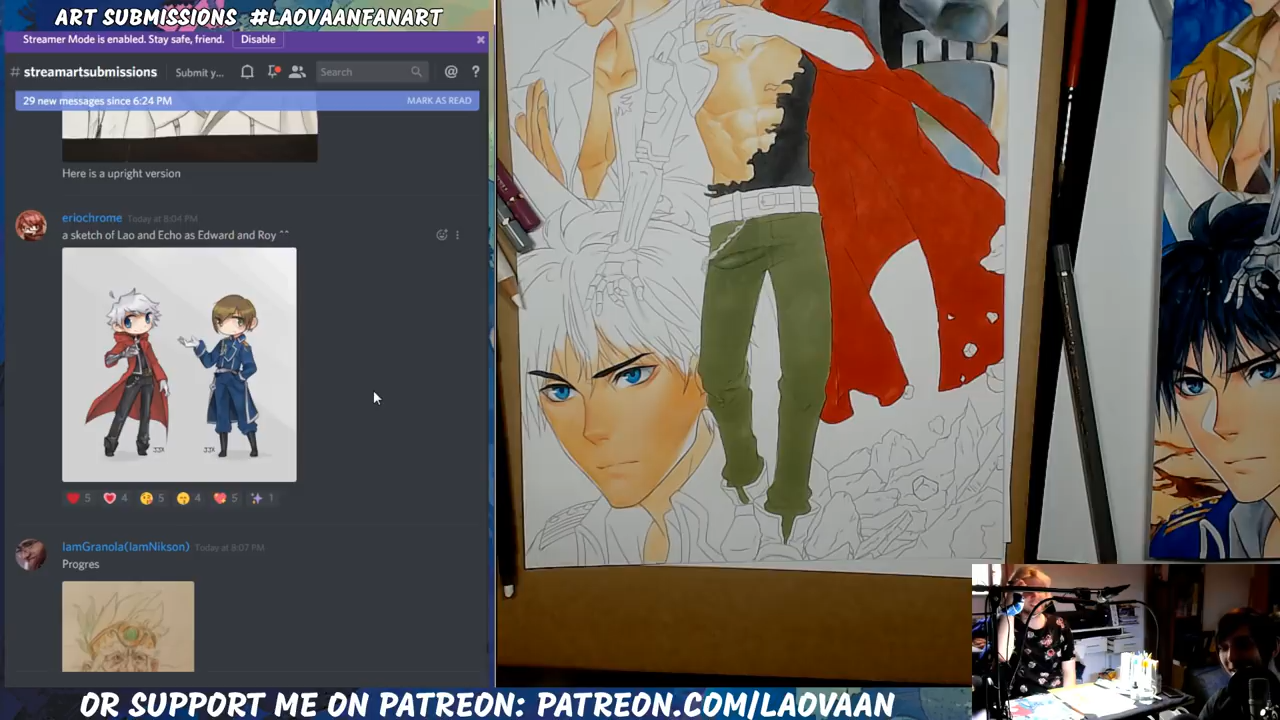 ART SUBMISSIONS #LAOVAANFANART
Streamer Mode is enabled. Stay safe, friend. Disable
# streamartsubmissions Submit y... Search
29 new messages since 6:24 PM MARK AS READ
Here is a upright version
eriochrome Today at 8:04 PM
a sketch of Lao and Echo as Edward and Roy ^^
JJX JJX
5 4 5 4 5 1
IamGranola(IamNikson) Today at 8:07 PM
Progres
OR SUPPORT ME ON PATREON: PATREON.COM/LAOVAAN